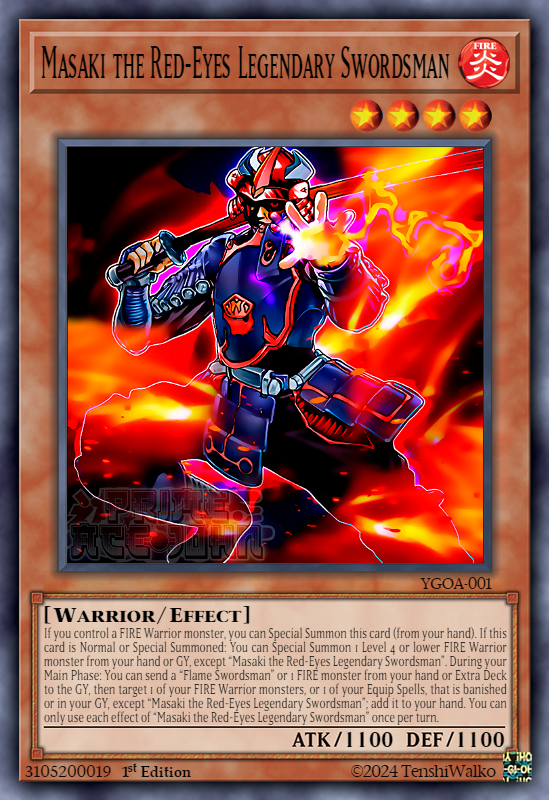 MASAKI THE RED-EYES LEGENDARY SWORDSMAN
FIRE
炎
PRIME
ACE JOHN
YGOA-001
[WARRIOR/EFFECT]
If you control a FIRE Warrior monster, you can Special Summon this card (from your hand). If this
card is Normal or Special Summoned: You can Special Summon 1 Level 4 or lower FIRE Warrior
monster from your hand or GY, except “Masaki the Red-Eyes Legendary Swordsman”. During your
Main Phase: You can send a “Flame Swordsman” or 1 FIRE monster from your hand or Extra Deck
to the GY, then target 1 of your FIRE Warrior monsters, or 1 of your Equip Spells, that is banished
or in your GY, except “Masaki the Red-Eyes Legendary Swordsman”; add it to your hand. You can
only use each effect of “Masaki the Red-Eyes Legendary Swordsman” once per turn.
ATK/1100 DEF/1100
3105200019 1st Edition ©2024 TenshiWalko